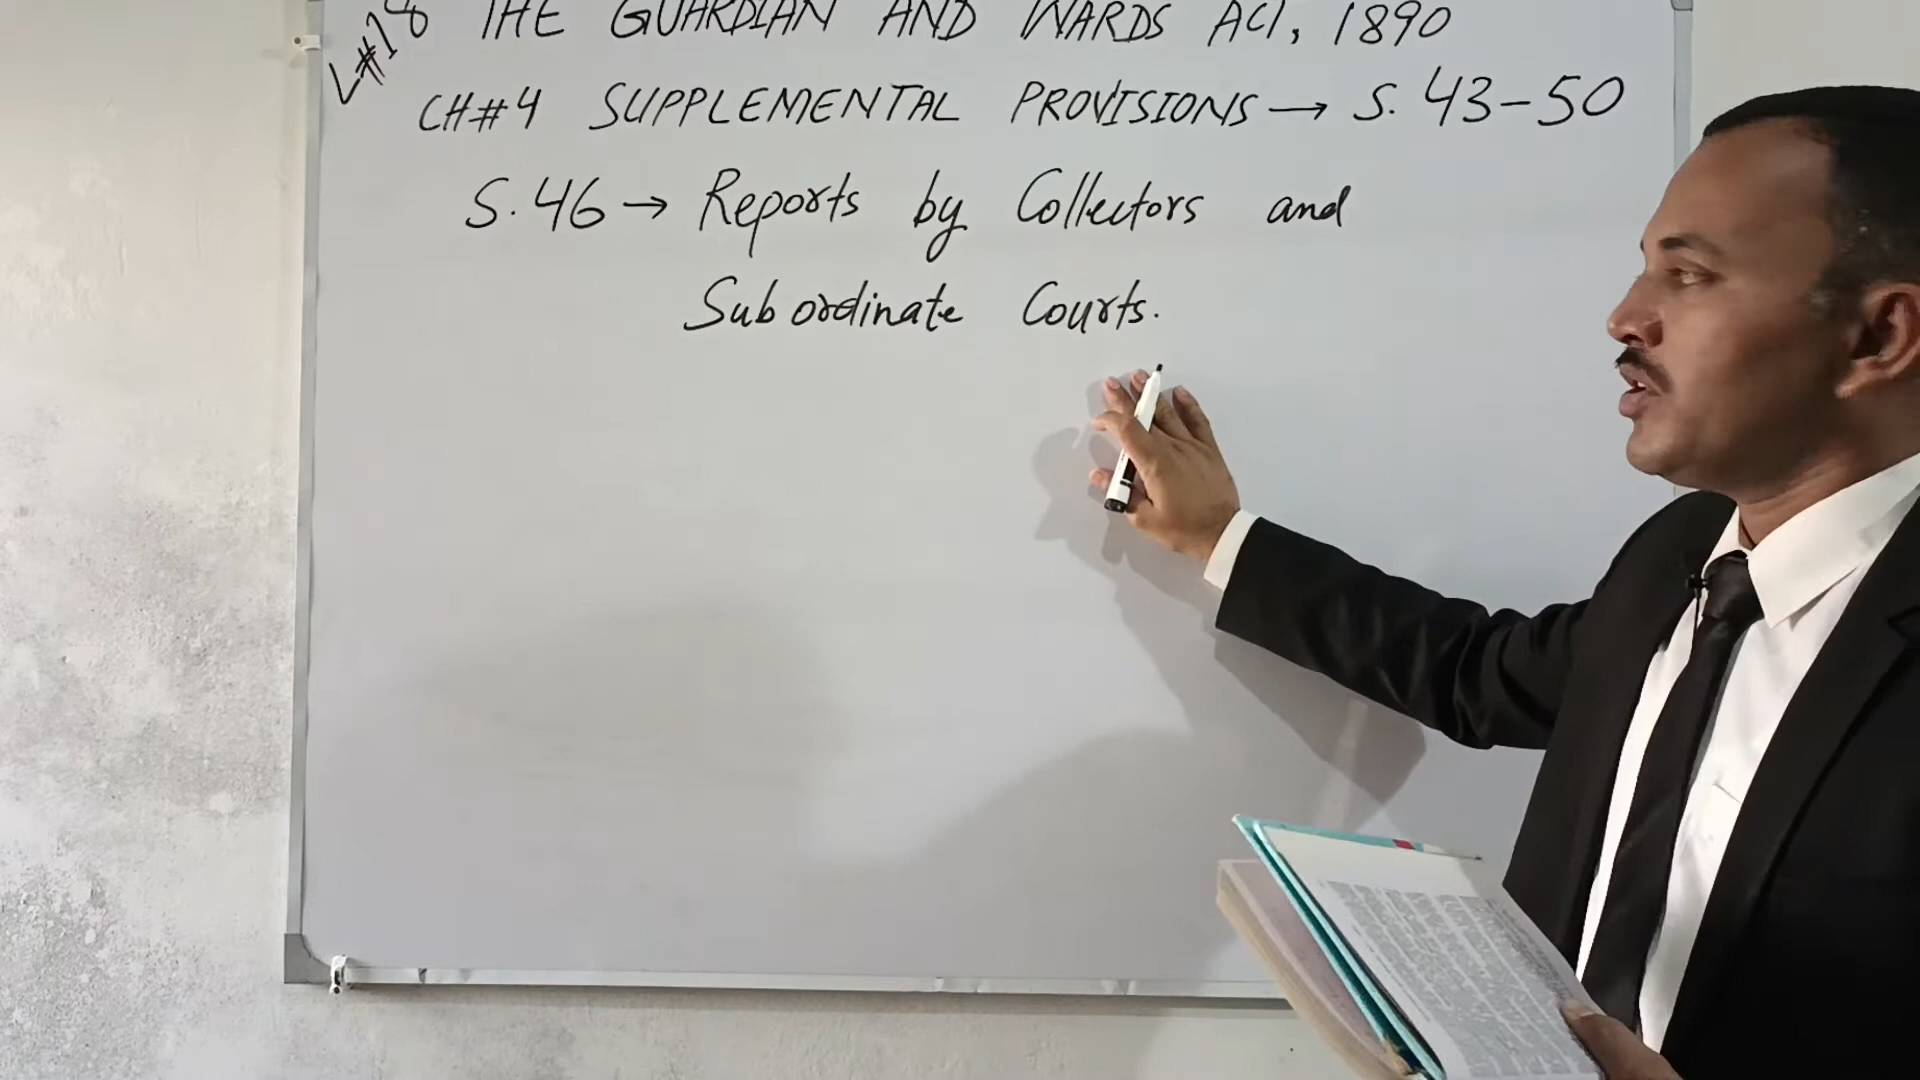 L#18 THE GUARDIAN AND WARDS ACT, 1890
CH#4 SUPPLEMENTAL PROVISIONS → S. 43-50
S. 46 → Reports by Collectors and
Subordinate Courts.